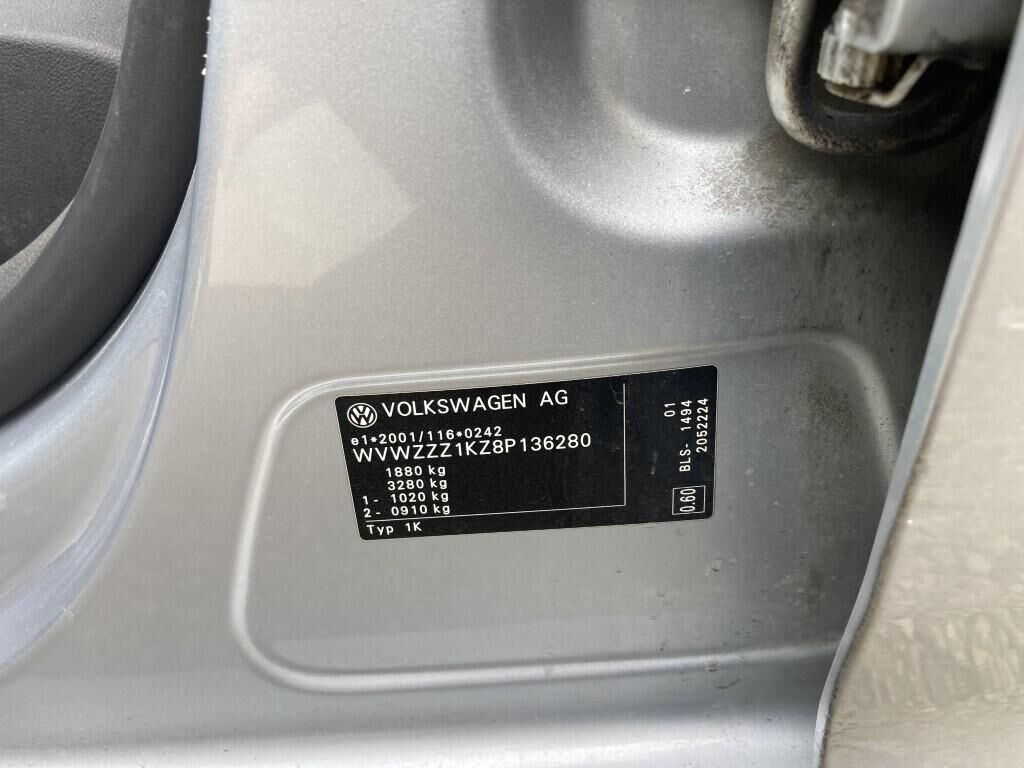 VOLKSWAGEN AG
e1*2001/116*0242
WVWZZZ1KZ8P136280
1880 kg
3280 kg
1- 1020 kg
2- 0910 kg
Typ 1K
01
BLS- 1494
2052224
0.60